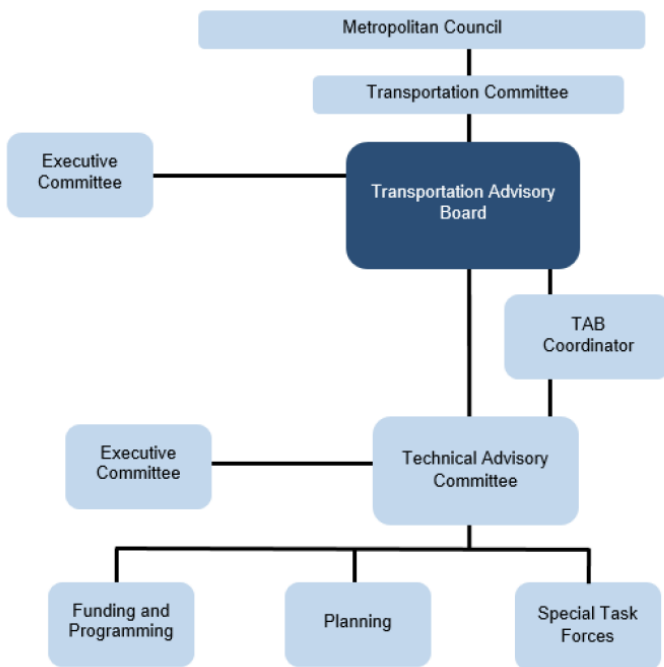 Metropolitan Council
Transportation Committee
Executive
Committee
Transportation Advisory
Board
TAB
Coordinator
Executive
Committee
Technical Advisory
Committee
Funding and
Programming
Planning
Special Task
Forces